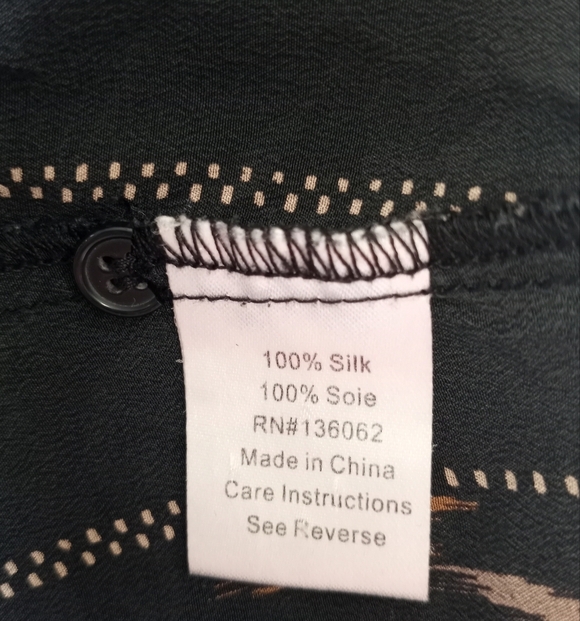 100% Silk
100% Soie
RN#136062
Made in China
Care Instructions
See Reverse